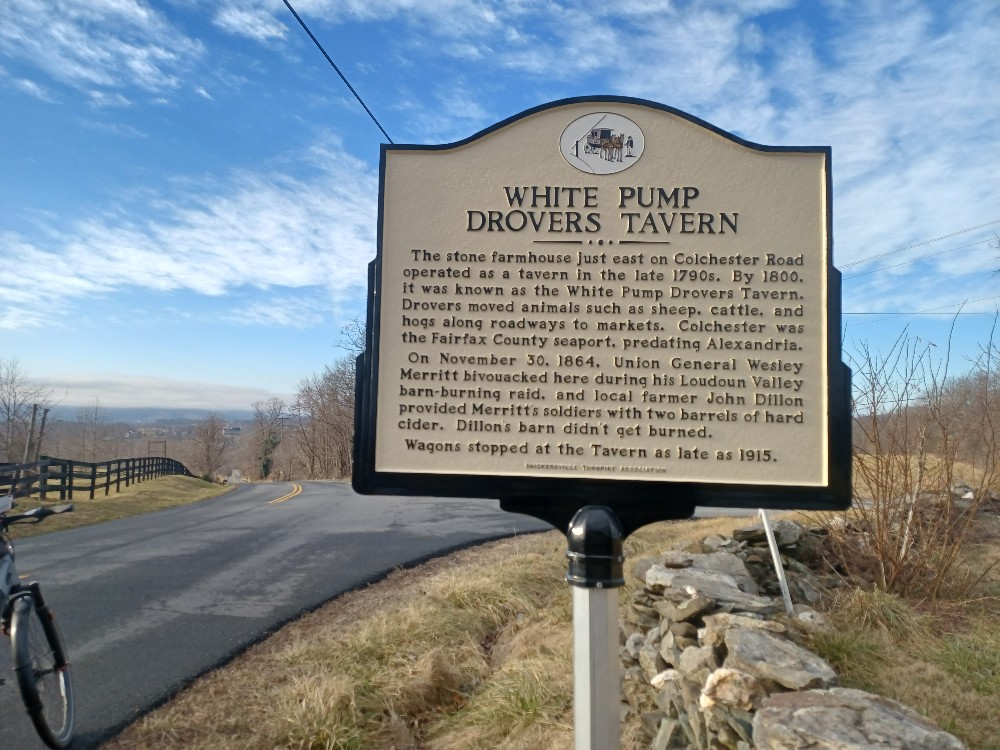 WHITE PUMP
DROVERS TAVERN
The stone farmhouse just east on Colchester Road
operated as a tavern in the late 1790s. By 1800,
it was known as the White Pump Drovers Tavern.
Drovers moved animals such as sheep, cattle, and
hogs along roadways to markets. Colchester was
the Fairfax County seaport, predating Alexandria.
On November 30, 1864, Union General Wesley
Merritt bivouacked here during his Loudoun Valley
barn-burning raid, and local farmer John Dillon
provided Merritt's soldiers with two barrels of hard
cider. Dillon's barn didn't get burned.
Wagons stopped at the Tavern as late as 1915.
SNICKERSVILLE TURNPIKE ASSOCIATION